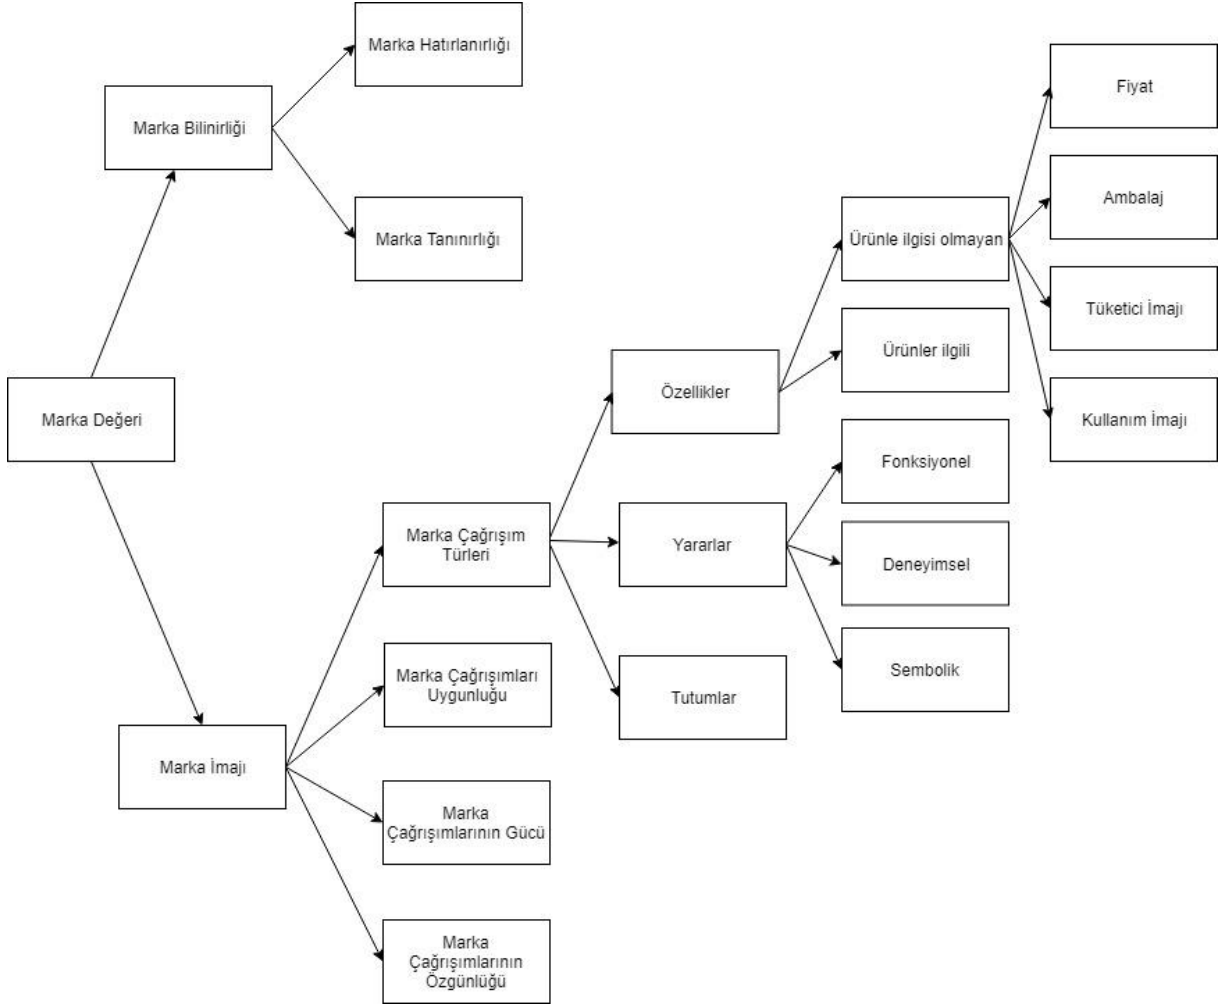 Marka Hatırlanırlığı
Fiyat
Marka Bilinirliği
Ambalaj
Marka Tanınırlığı
Ürünle ilgisi olmayan
Tüketici İmajı
Ürünler ilgili
Özellikler
Marka Değeri
Kullanım İmajı
Fonksiyonel
Marka Çağrışım
Türleri
Yararlar
Deneyimsel
Marka Çağrışımları
Uygunluğu
Tutumlar
Sembolik
Marka İmajı
Marka
Çağrışımlarının Gücü
Marka
Çağrışımlarının
Özgünlüğü